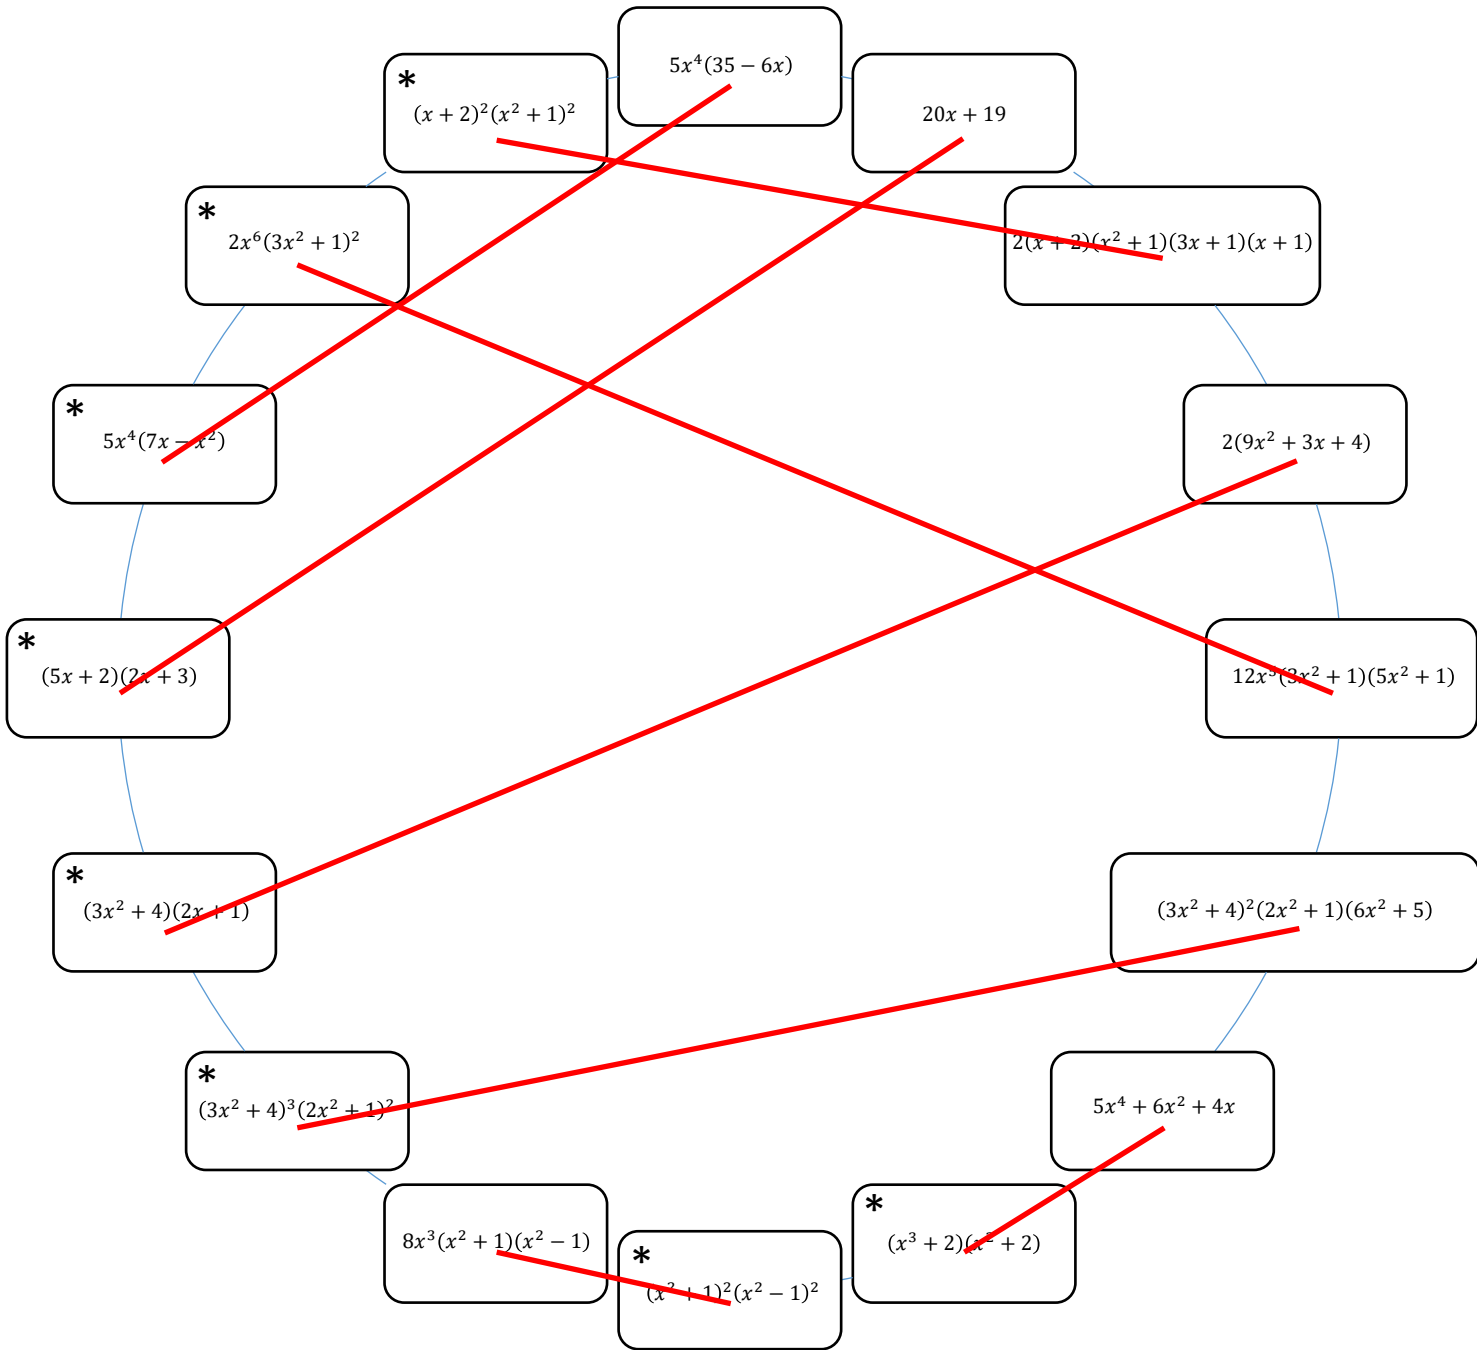 5x⁴(35 − 6x)
*
(x + 2)²(x² + 1)²
20x + 19
*
2x⁶(3x² + 1)²
2(x + 2)(x² + 1)(3x + 1)(x + 1)
*
5x⁴(7x − x²)
2(9x² + 3x + 4)
*
(5x + 2)(2x + 3)
12x⁵(3x² + 1)(5x² + 1)
*
(3x² + 4)(2x + 1)
(3x² + 4)²(2x² + 1)(6x² + 5)
*
(3x² + 4)³(2x² + 1)²
5x⁴ + 6x² + 4x
8x³(x² + 1)(x² − 1)
*
(x³ + 2)(x² + 2)
*
(x² + 1)²(x² − 1)²